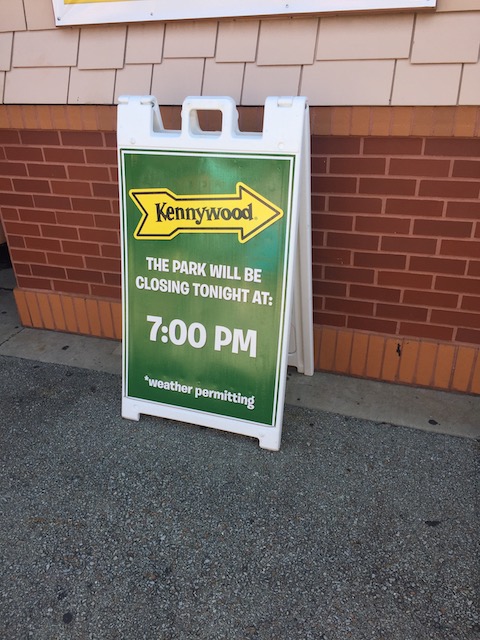 Kennywood
THE PARK WILL BE
CLOSING TONIGHT AT:
7:00 PM
*weather permitting